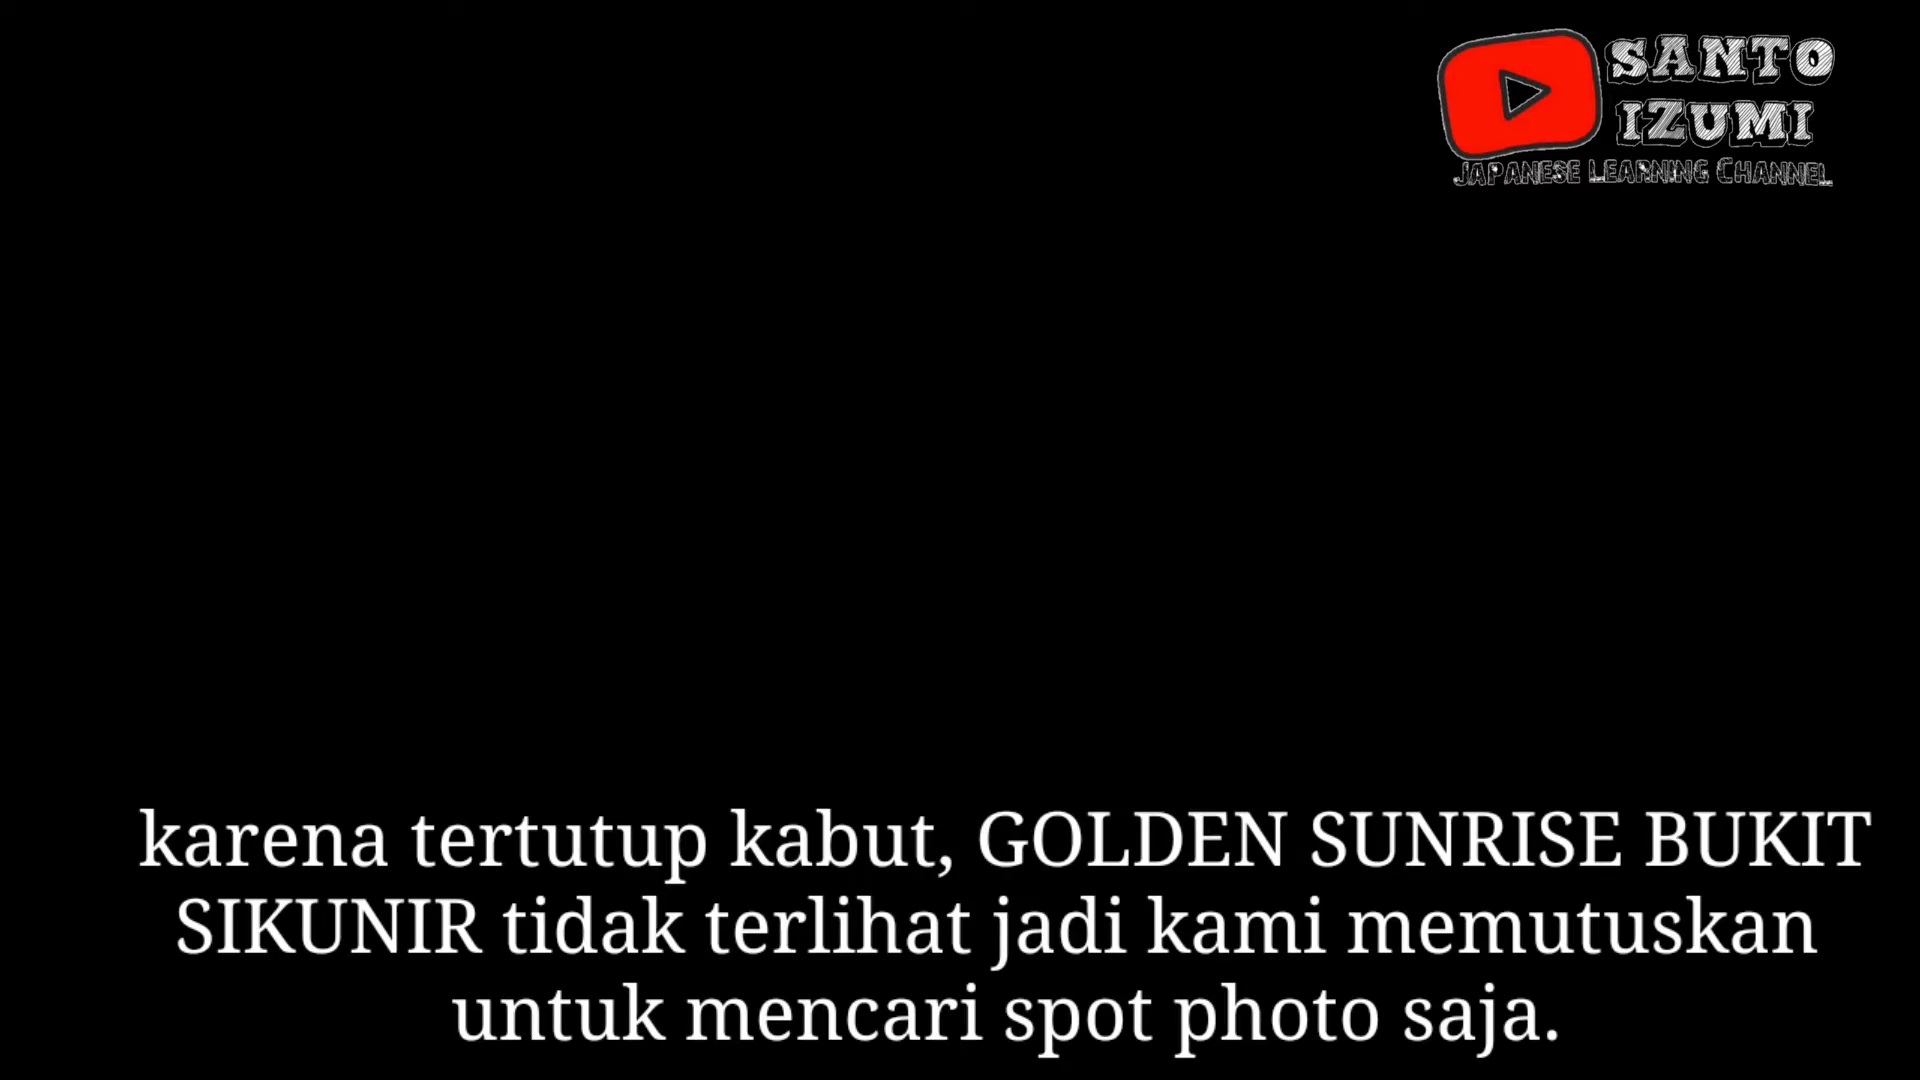 SANTO
IZUMI
JAPANESE LEARNING CHANNEL
karena tertutup kabut, GOLDEN SUNRISE BUKIT
SIKUNIR tidak terlihat jadi kami memutuskan
untuk mencari spot photo saja.